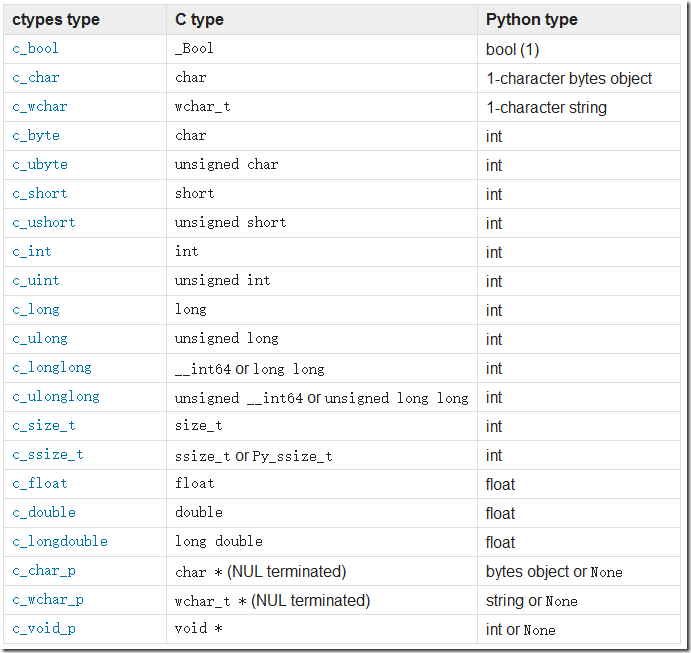 ctypes type C type Python type
c_bool _Bool bool (1)
c_char char 1-character bytes object
c_wchar wchar_t 1-character string
c_byte char int
c_ubyte unsigned char int
c_short short int
c_ushort unsigned short int
c_int int int
c_uint unsigned int int
c_long long int
c_ulong unsigned long int
c_longlong __int64 or long long int
c_ulonglong unsigned __int64 or unsigned long long int
c_size_t size_t int
c_ssize_t ssize_t or Py_ssize_t int
c_float float float
c_double double float
c_longdouble long double float
c_char_p char * (NUL terminated) bytes object or None
c_wchar_p wchar_t * (NUL terminated) string or None
c_void_p void * int or None